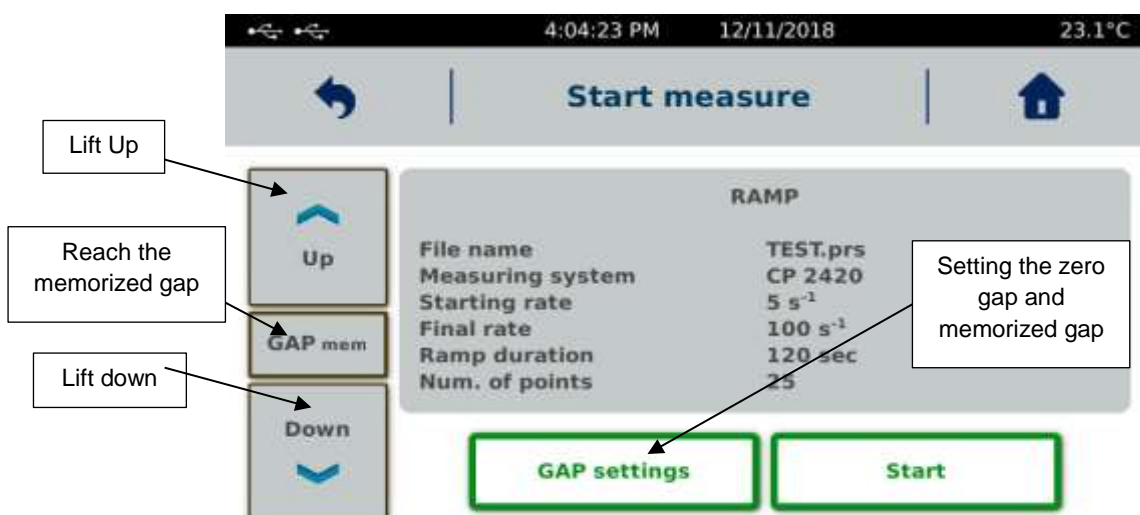 4:04:23 PM 12/11/2018 23.1°C
Start measure
Lift Up
Up
Reach the
memorized gap
GAP mem
Lift down
Down
RAMP
File name TEST.prs
Measuring system CP 2420
Starting rate 5 s⁻¹
Final rate 100 s⁻¹
Ramp duration 120 sec
Num. of points 25
Setting the zero
gap and
memorized gap
GAP settings
Start